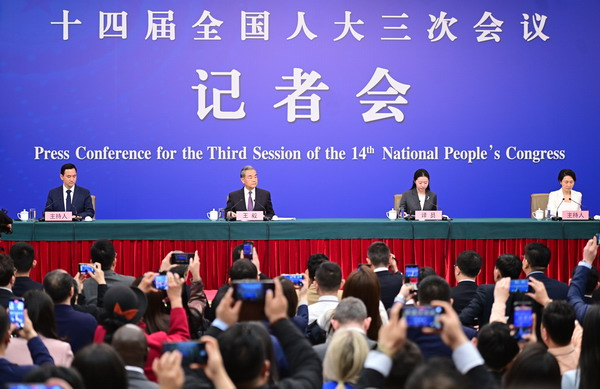 十四届全国人大三次会议
记者会
Press Conference for the Third Session of the 14th National People's Congress
主持人
王毅
译员
主持人